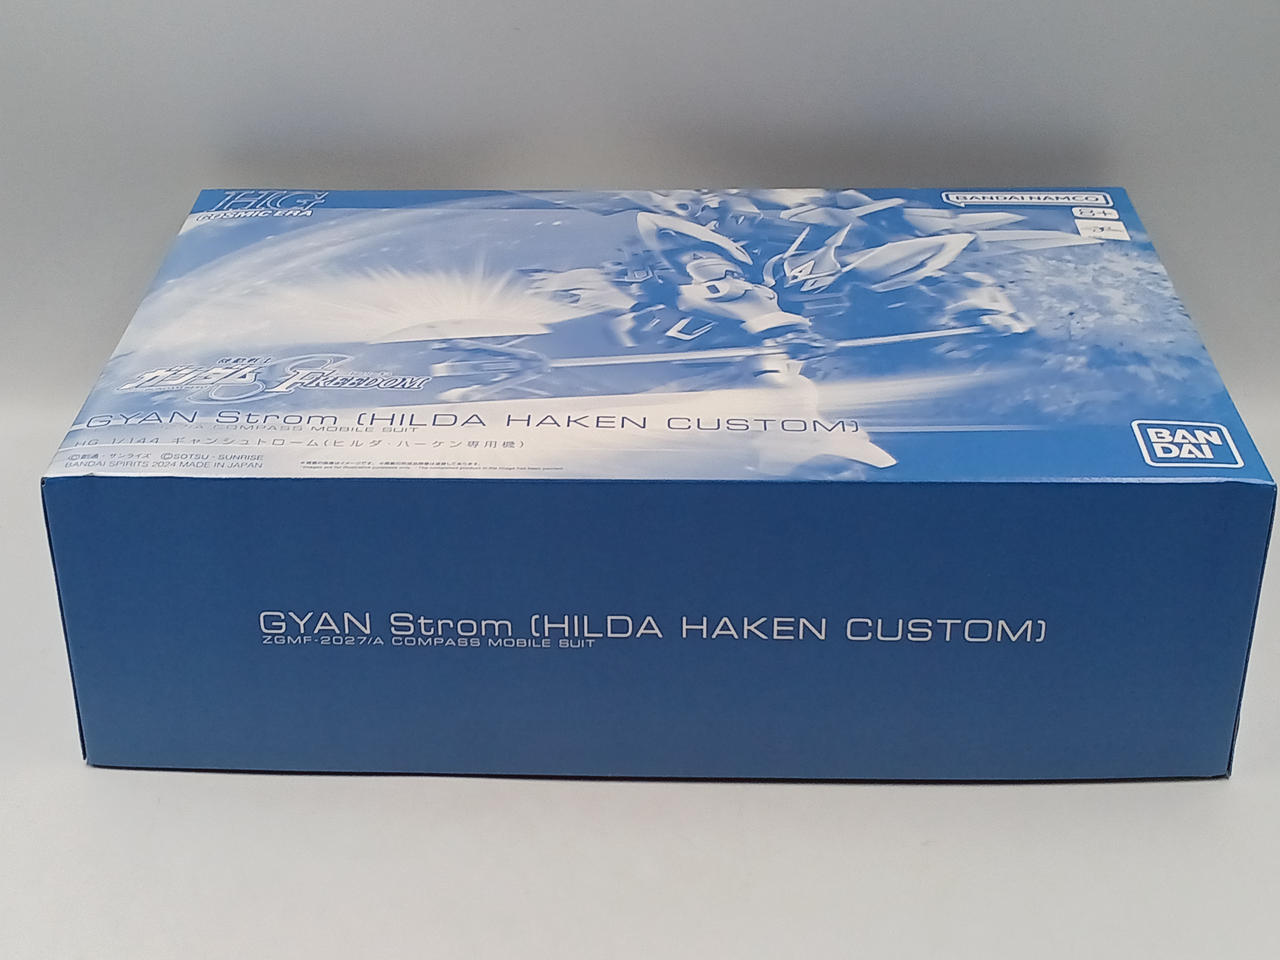 HG
COSMIC ERA
BANDAI NAMCO
8+
機動戦士
ガンダム
SEED FREEDOM
GYAN Strom (HILDA HAKEN CUSTOM)
COMPASS MOBILE SUIT
HG 1/144 ギャンシュトローム(ヒルダ・ハーケン専用機)
©創通・サンライズ ©SOTSU・SUNRISE
BANDAI SPIRITS 2024 MADE IN JAPAN
BAN
DAI
GYAN Strom (HILDA HAKEN CUSTOM)
ZGMF-2027/A COMPASS MOBILE SUIT